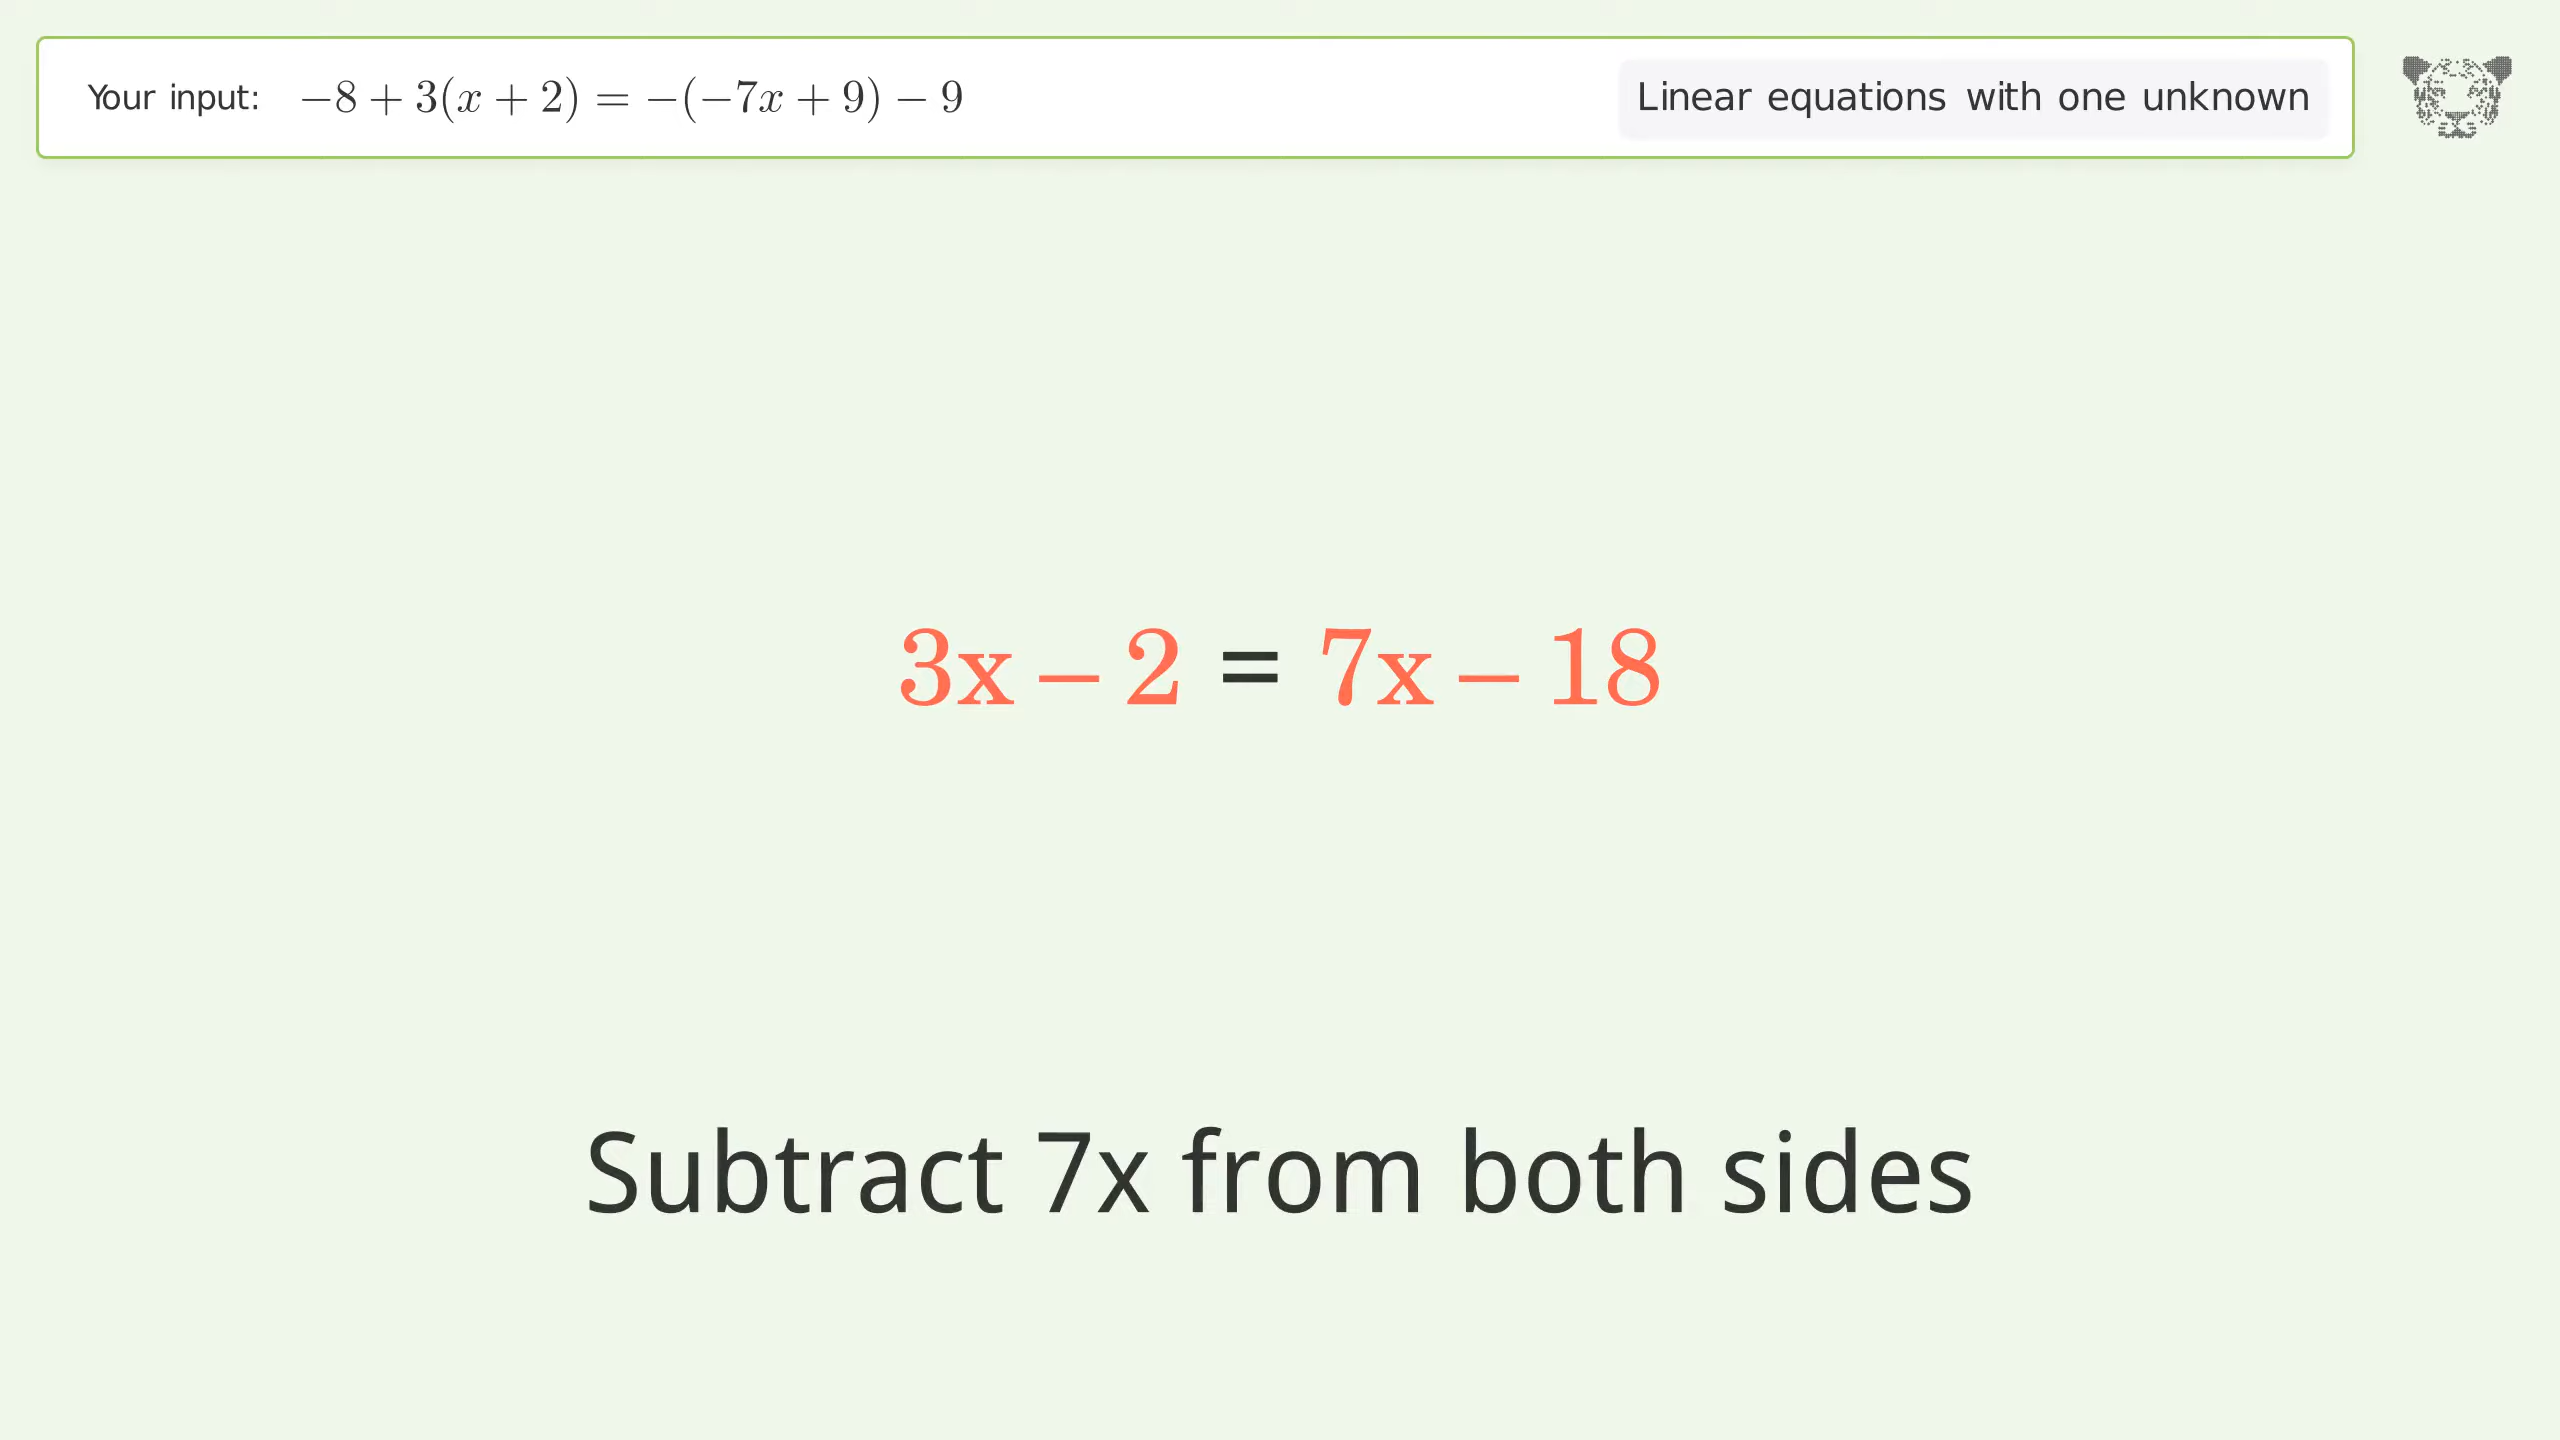 Your input: −8 + 3(x + 2) = −(−7x + 9) − 9
Linear equations with one unknown
3x − 2 = 7x − 18
Subtract 7x from both sides